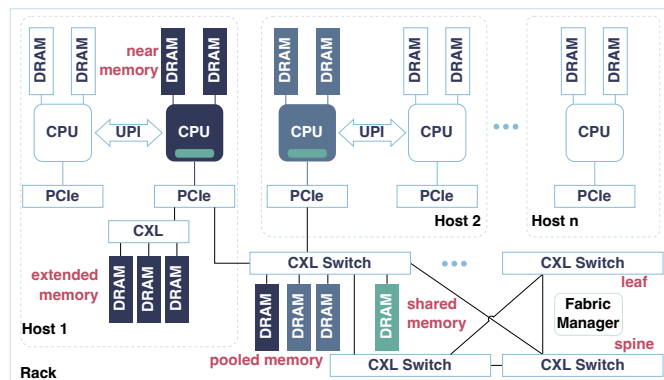 DRAM
DRAM
near
memory
DRAM
DRAM
DRAM
DRAM
DRAM
DRAM
DRAM
DRAM
CPU
UPI
CPU
CPU
UPI
CPU
CPU
PCIe
PCIe
PCIe
PCIe
PCIe
Host 2
Host n
CXL
extended
memory
DRAM
DRAM
DRAM
Host 1
CXL Switch
CXL Switch
leaf
DRAM
DRAM
DRAM
DRAM
shared
memory
pooled memory
Fabric
Manager
spine
CXL Switch
CXL Switch
Rack